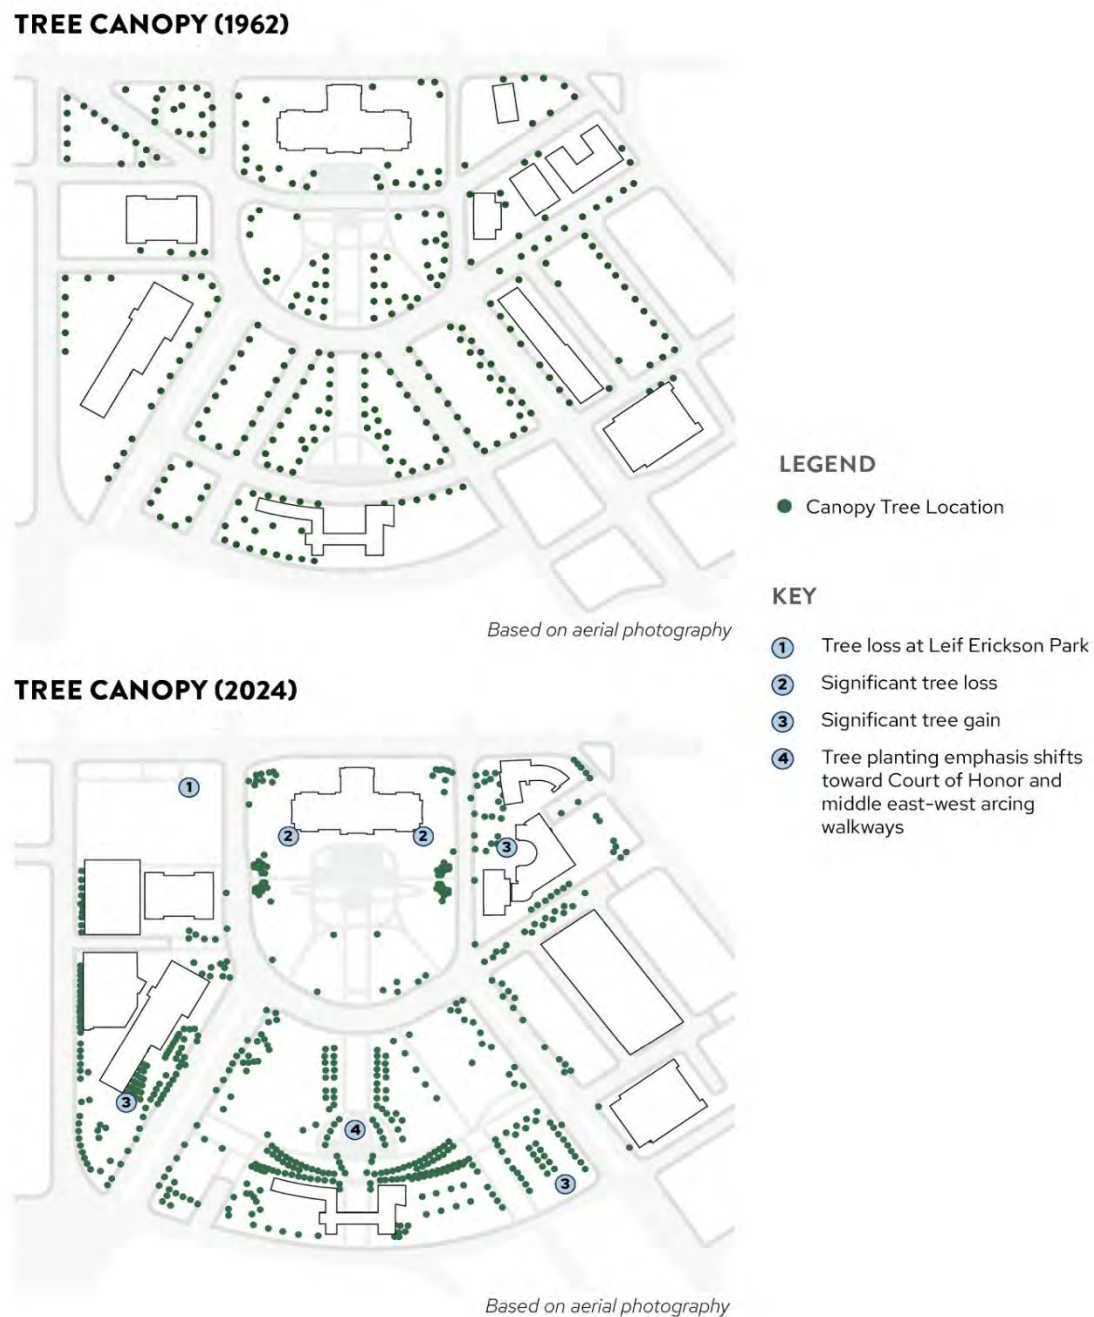 TREE CANOPY (1962)
LEGEND
Canopy Tree Location
Based on aerial photography
KEY
1 Tree loss at Leif Erickson Park
2 Significant tree loss
3 Significant tree gain
4 Tree planting emphasis shifts
toward Court of Honor and
middle east-west arcing
walkways
TREE CANOPY (2024)
1
2
2
3
3
4
3
Based on aerial photography